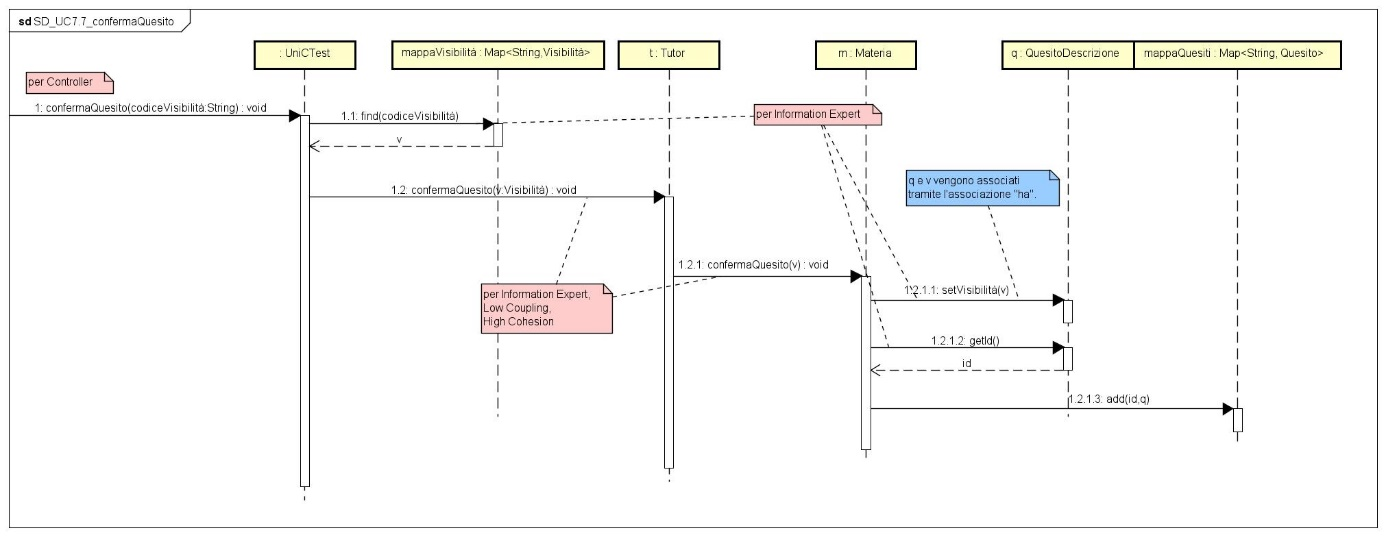 sd SD_UC7.7_confermaQuesito
: UniCTest
mappaVisibilità : Map<String,Visibilità>
t : Tutor
m : Materia
q : QuesitoDescrizione
mappaQuesiti : Map<String, Quesito>
per Controller
1: confermaQuesito(codiceVisibilità:String) : void
1.1: find(codiceVisibilità)
per Information Expert
v
q e v vengono associati
tramite l'associazione "ha".
1.2: confermaQuesito(v:Visibilità) : void
1.2.1: confermaQuesito(v) : void
per Information Expert,
Low Coupling,
High Cohesion
1.2.1.1: setVisibilità(v)
1.2.1.2: getId()
id
1.2.1.3: add(id,q)